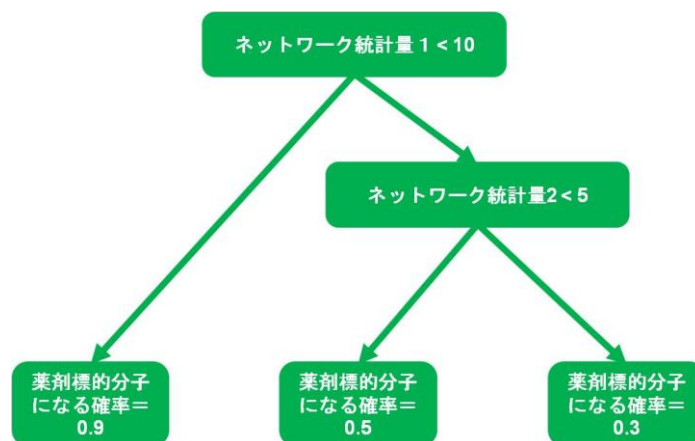 ネットワーク統計量1<10
ネットワーク統計量2<5
薬剤標的分子
になる確率=
0.9
薬剤標的分子
になる確率=
0.5
薬剤標的分子
になる確率=
0.3